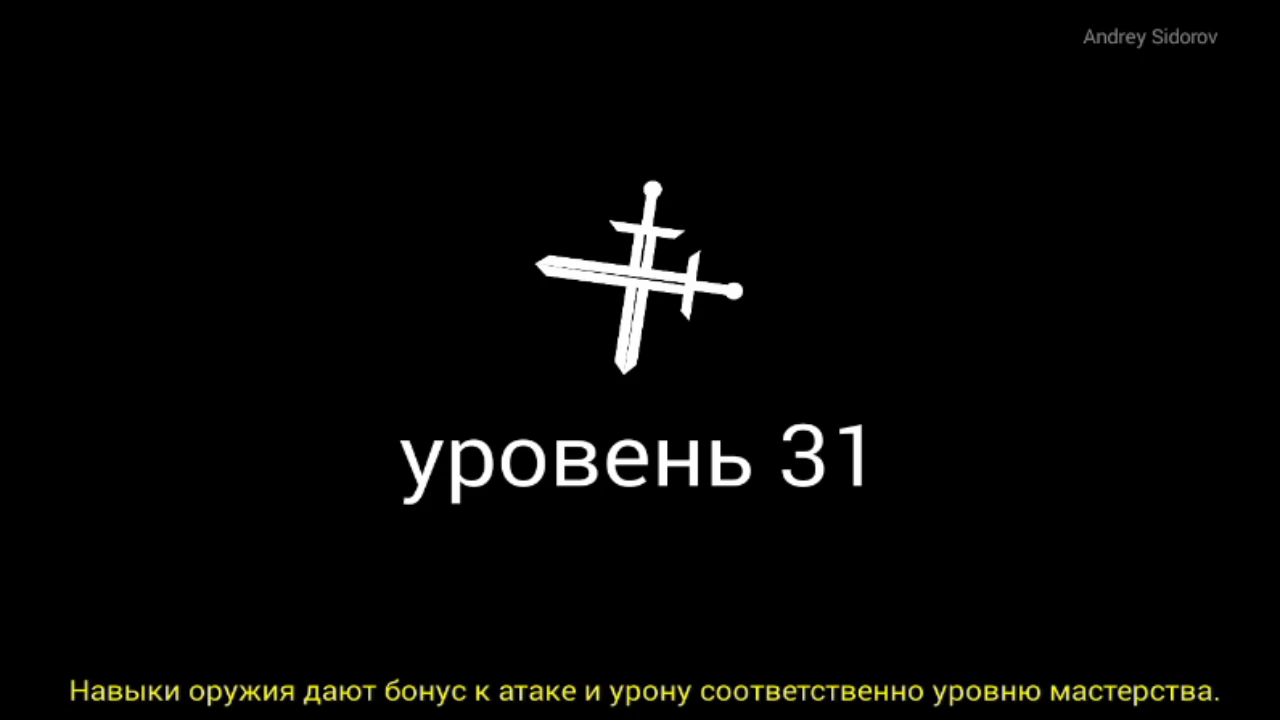 Andrey Sidorov
уровень 31
Навыки оружия дают бонус к атаке и урону соответственно уровню мастерства.